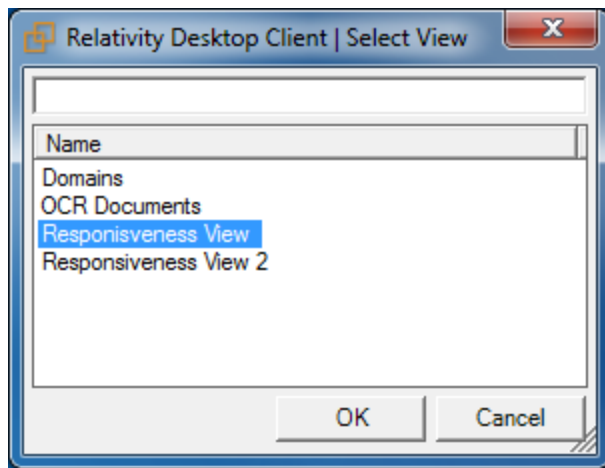 Relativity Desktop Client | Select View
Name
Domains
OCR Documents
Responisveness View
Responsiveness View 2
OK Cancel